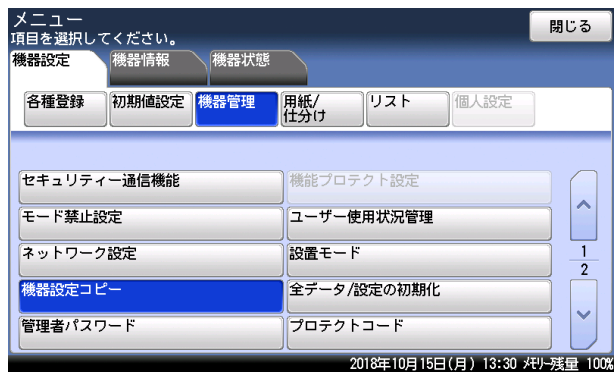 メニュー
閉じる
項目を選択してください。
機器設定
機器情報
機器状態
各種登録
初期値設定
機器管理
用紙/
仕分け
リスト
個人設定
セキュリティー通信機能
機能プロテクト設定
モード禁止設定
ユーザー使用状況管理
ネットワーク設定
設置モード
1
2
機器設定コピー
全データ/設定の初期化
管理者パスワード
プロテクトコード
2018年10月15日(月) 13:30 メモリー残量 100%